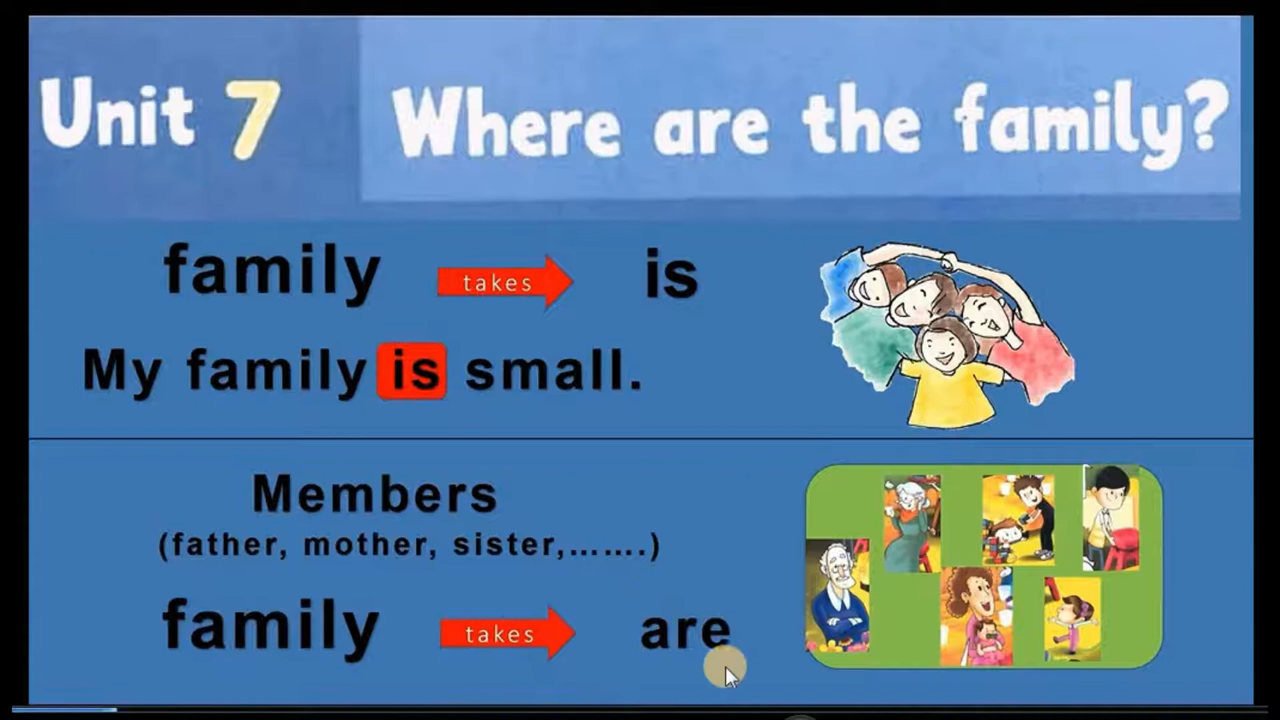 Unit 7 Where are the family?
family takes is
My family is small.
Members
(father, mother, sister,.......)
family takes are